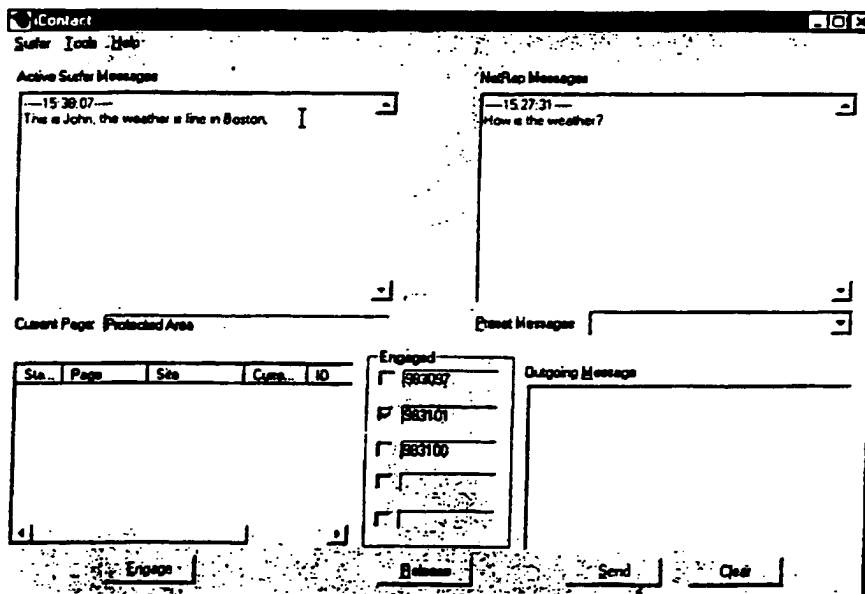 iContact
Surfer Tools Help
Active Surfer Messages
----15:38:07----
This is John, the weather is fine in Boston.
Current Page: Protected Area
NetRep Messages
----15:27:31----
How is the weather?
Preset Messages
Sta... Page Site Curre... ID
Engage
Engaged
983097
983101
983100
Release
Outgoing Message
Send Clear